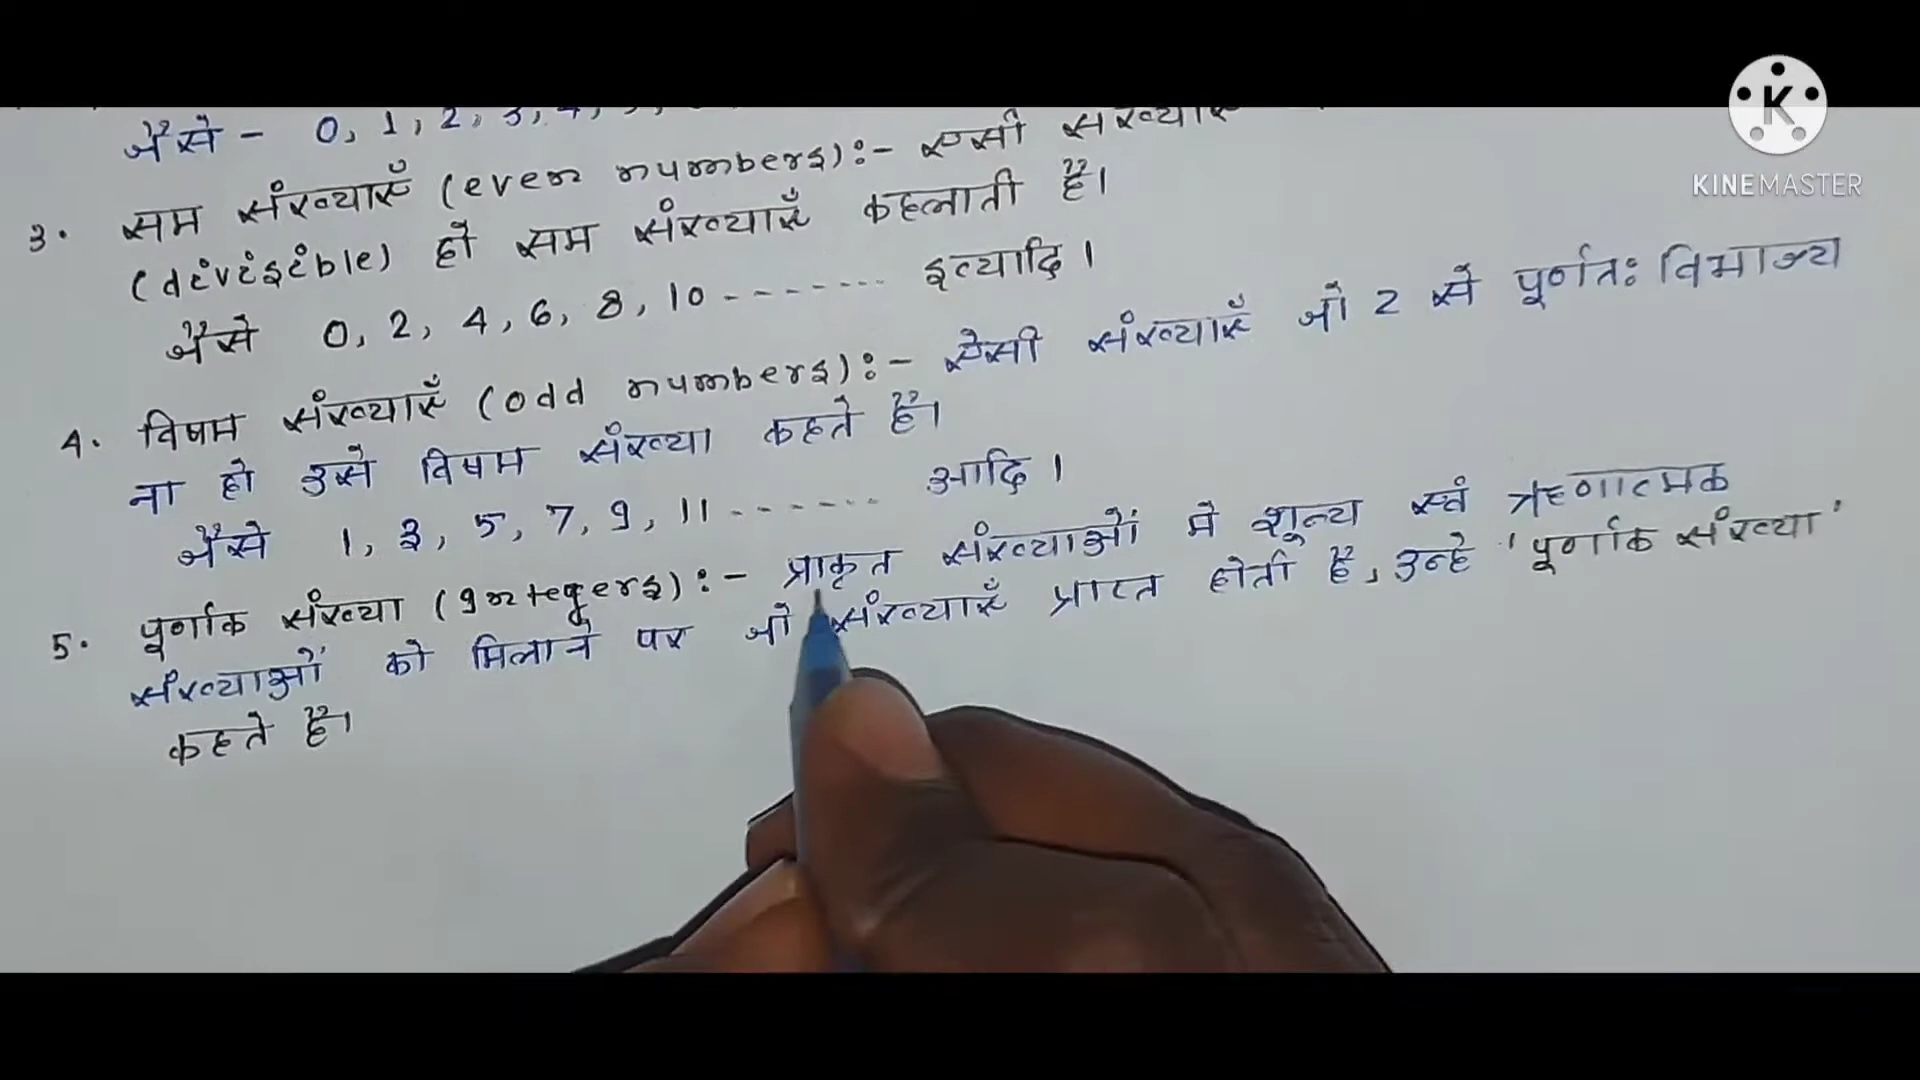 जैसे - 0, 1, 2, 3, 4, 5,
3. सम संख्याएँ (even numbers):- ऐसी संख्याएँ
(divisible) हो सम संख्याएँ कहलाती है।
जैसे 0, 2, 4, 6, 8, 10 -------- इत्यादि।
4. विषम संख्याएँ (odd numbers):- ऐसी संख्याएँ जो 2 से पूर्णतः विभाज्य
ना हो उसे विषम संख्या कहते है।
जैसे 1, 3, 5, 7, 9, 11 ------- आदि।
5. पूर्णाक संख्या (Integers):- प्राकृत संख्याओं मे शून्य एवं ऋणात्मक
संख्याओं को मिलाने पर जो संख्याएँ प्राप्त होती है, उन्हे 'पूर्णाक संख्या'
कहते है।
KINEMASTER